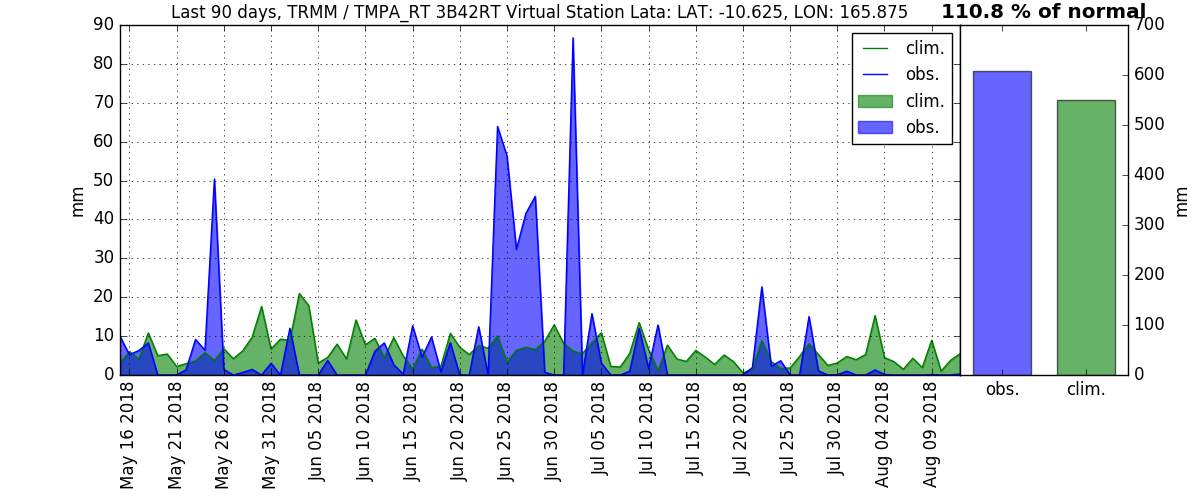 Last 90 days, TRMM / TMPA_RT 3B42RT Virtual Station Lata: LAT: -10.625, LON: 165.875
110.8 % of normal
90
80
70
60
50
40
30
20
10
0
mm
clim.
obs.
clim.
obs.
May 16 2018
May 21 2018
May 26 2018
May 31 2018
Jun 05 2018
Jun 10 2018
Jun 15 2018
Jun 20 2018
Jun 25 2018
Jun 30 2018
Jul 05 2018
Jul 10 2018
Jul 15 2018
Jul 20 2018
Jul 25 2018
Jul 30 2018
Aug 04 2018
Aug 09 2018
700
600
500
400
300
200
100
0
mm
obs.
clim.